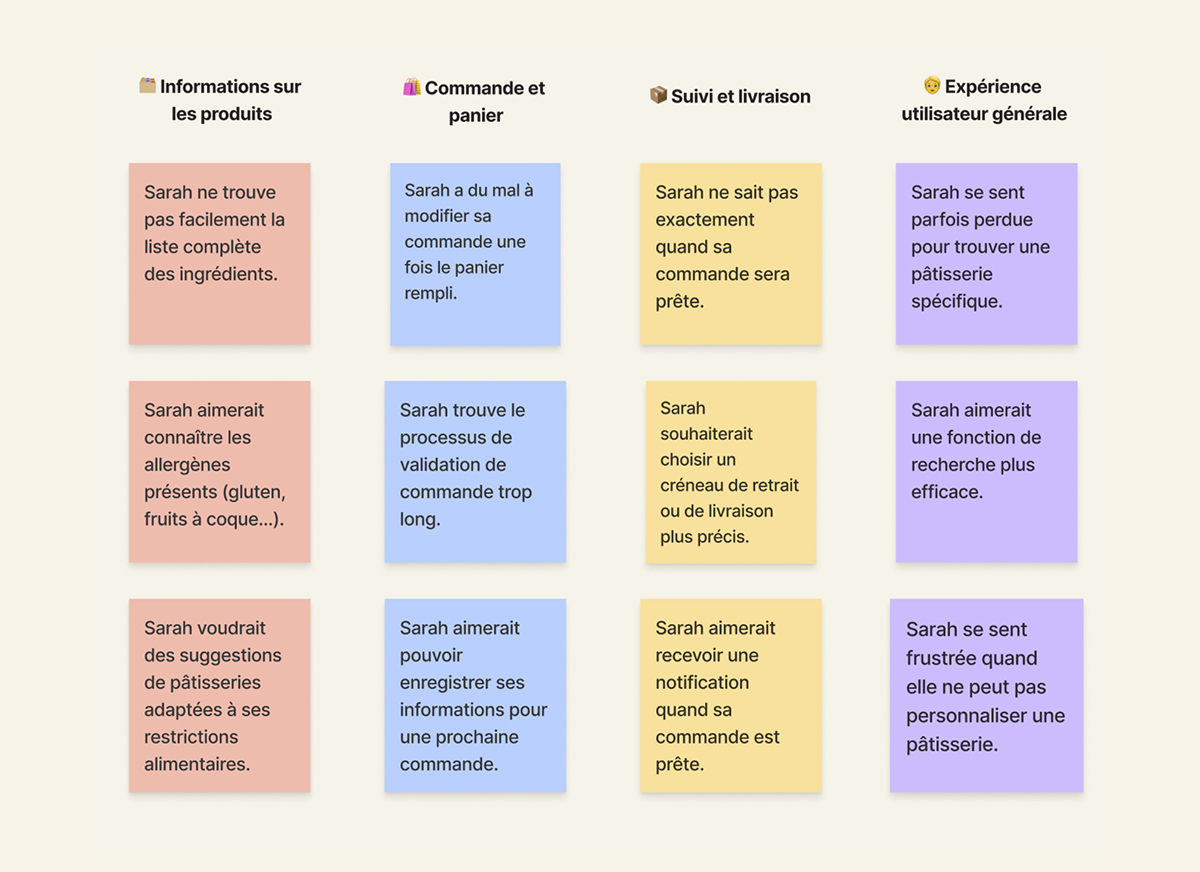 Informations sur
les produits
Sarah ne trouve
pas facilement la
liste complète
des ingrédients.
Sarah aimerait
connaître les
allergènes
présents (gluten,
fruits à coque...).
Sarah voudrait
des suggestions
de pâtisseries
adaptées à ses
restrictions
alimentaires.
Commande et
panier
Sarah a du mal à
modifier sa
commande une
fois le panier
rempli.
Sarah trouve le
processus de
validation de
commande trop
long.
Sarah aimerait
pouvoir
enregistrer ses
informations pour
une prochaine
commande.
Suivi et livraison
Sarah ne sait pas
exactement
quand sa
commande sera
prête.
Sarah
souhaiterait
choisir un
créneau de retrait
ou de livraison
plus précis.
Sarah aimerait
recevoir une
notification
quand sa
commande est
prête.
Expérience
utilisateur générale
Sarah se sent
parfois perdue
pour trouver une
pâtisserie
spécifique.
Sarah aimerait
une fonction de
recherche plus
efficace.
Sarah se sent
frustrée quand
elle ne peut pas
personnaliser une
pâtisserie.